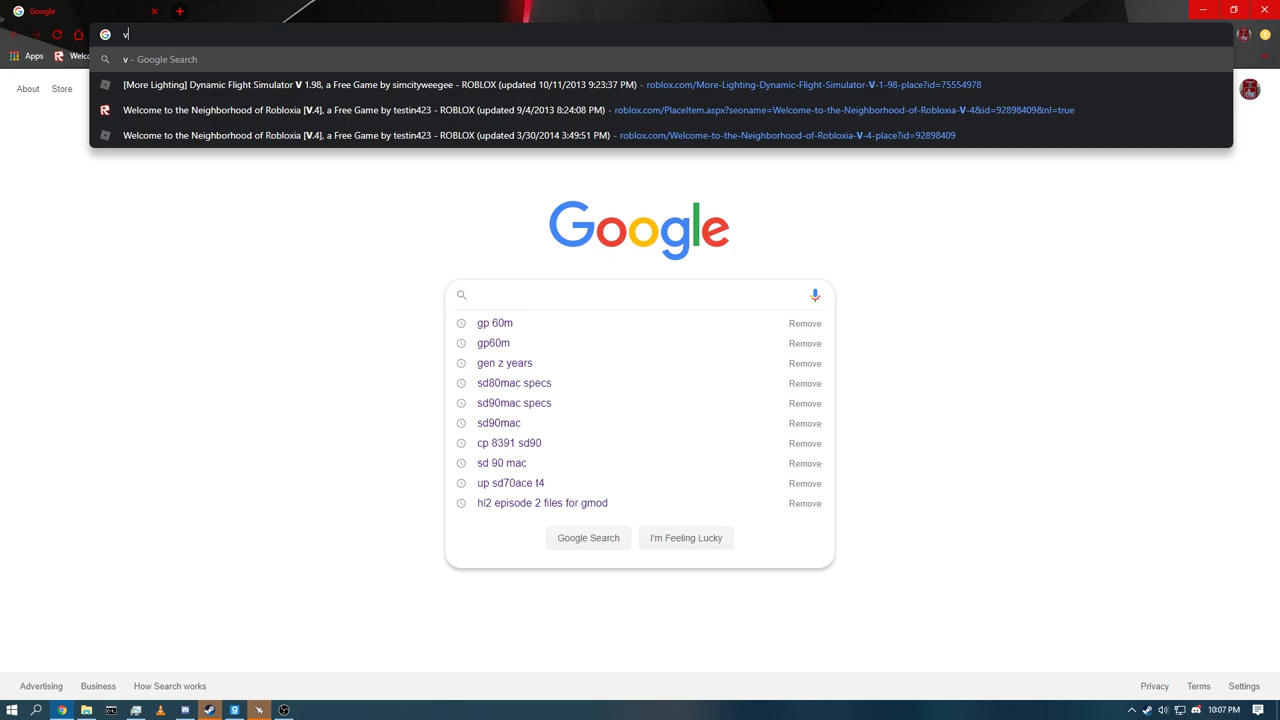 Google
v
Apps
Welco
v - Google Search
[More Lighting] Dynamic Flight Simulator V 1.98, a Free Game by simcityweegee - ROBLOX (updated 10/11/2013 9:23:37 PM) - roblox.com/More-Lighting-Dynamic-Flight-Simulator-V-1-98-place?id=75554978
Welcome to the Neighborhood of Robloxia [V.4], a Free Game by testin423 - ROBLOX (updated 9/4/2013 8:24:08 PM) - roblox.com/PlaceItem.aspx?seoname=Welcome-to-the-Neighborhood-of-Robloxia-V-4&id=92898409&nl=true
Welcome to the Neighborhood of Robloxia [V.4], a Free Game by testin423 - ROBLOX (updated 3/30/2014 3:49:51 PM) - roblox.com/Welcome-to-the-Neighborhood-of-Robloxia-V-4-place?id=92898409
About Store
Google
gp 60m Remove
gp60m Remove
gen z years Remove
sd80mac specs Remove
sd90mac specs Remove
sd90mac Remove
cp 8391 sd90 Remove
sd 90 mac Remove
up sd70ace t4 Remove
hl2 episode 2 files for gmod Remove
Google Search I'm Feeling Lucky
Advertising Business How Search works Privacy Terms Settings
10:07 PM